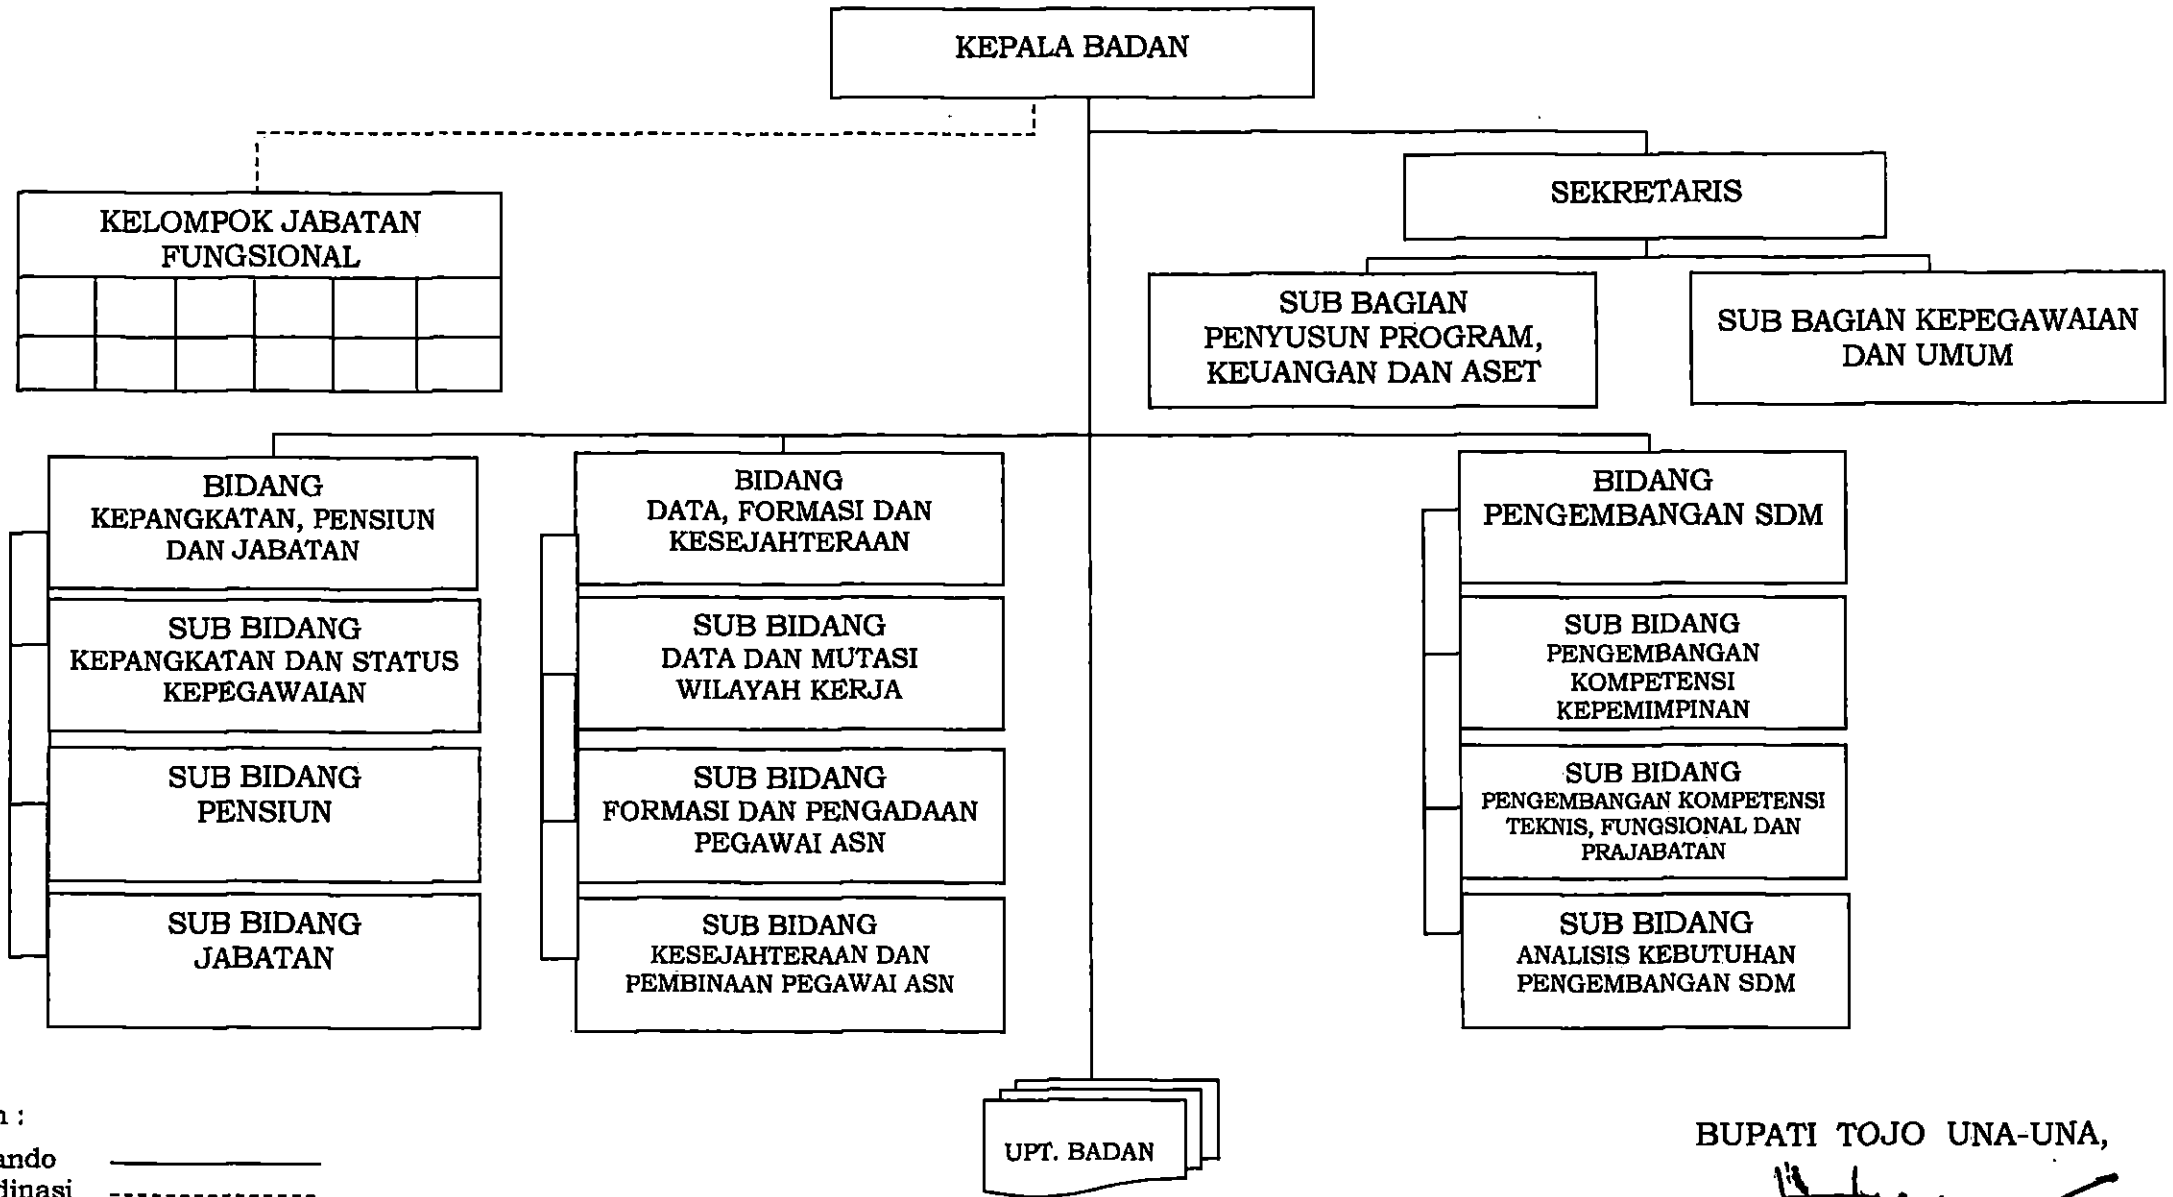 KEPALA BADAN
SEKRETARIS
KELOMPOK JABATAN
FUNGSIONAL
SUB BAGIAN
PENYUSUN PROGRAM,
KEUANGAN DAN ASET
SUB BAGIAN KEPEGAWAIAN
DAN UMUM
BIDANG
KEPANGKATAN, PENSIUN
DAN JABATAN
SUB BIDANG
KEPANGKATAN DAN STATUS
KEPEGAWAIAN
SUB BIDANG
PENSIUN
SUB BIDANG
JABATAN
BIDANG
DATA, FORMASI DAN
KESEJAHTERAAN
SUB BIDANG
DATA DAN MUTASI
WILAYAH KERJA
SUB BIDANG
FORMASI DAN PENGADAAN
PEGAWAI ASN
SUB BIDANG
KESEJAHTERAAN DAN
PEMBINAAN PEGAWAI ASN
BIDANG
PENGEMBANGAN SDM
SUB BIDANG
PENGEMBANGAN
KOMPETENSI
KEPEMIMPINAN
SUB BIDANG
PENGEMBANGAN KOMPETENSI
TEKNIS, FUNGSIONAL DAN
PRAJABATAN
SUB BIDANG
ANALISIS KEBUTUHAN
PENGEMBANGAN SDM
UPT. BADAN
BUPATI TOJO UNA-UNA,